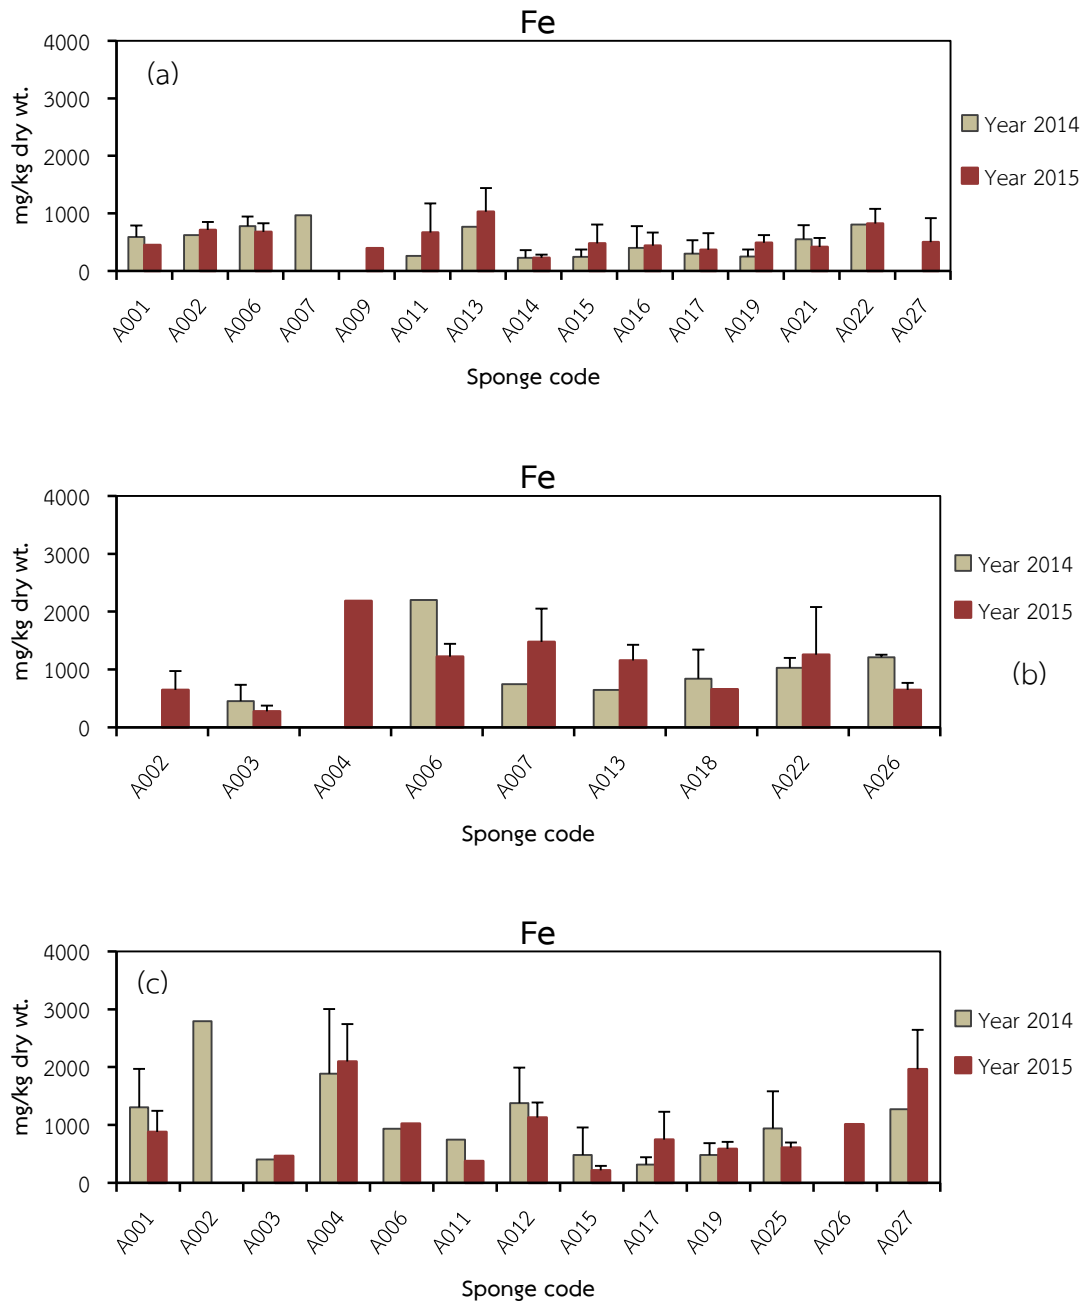 Fe
(a)
4000
3000
2000
1000
0
mg/kg dry wt.
Year 2014
Year 2015
A001 A002 A006 A007 A009 A011 A013 A014 A015 A016 A017 A019 A021 A022 A027
Sponge code
Fe
4000
3000
2000
1000
0
mg/kg dry wt.
Year 2014
Year 2015
(b)
A002 A003 A004 A006 A007 A013 A018 A022 A026
Sponge code
Fe
(c)
4000
3000
2000
1000
0
mg/kg dry wt.
Year 2014
Year 2015
A001 A002 A003 A004 A006 A011 A012 A015 A017 A019 A025 A026 A027
Sponge code